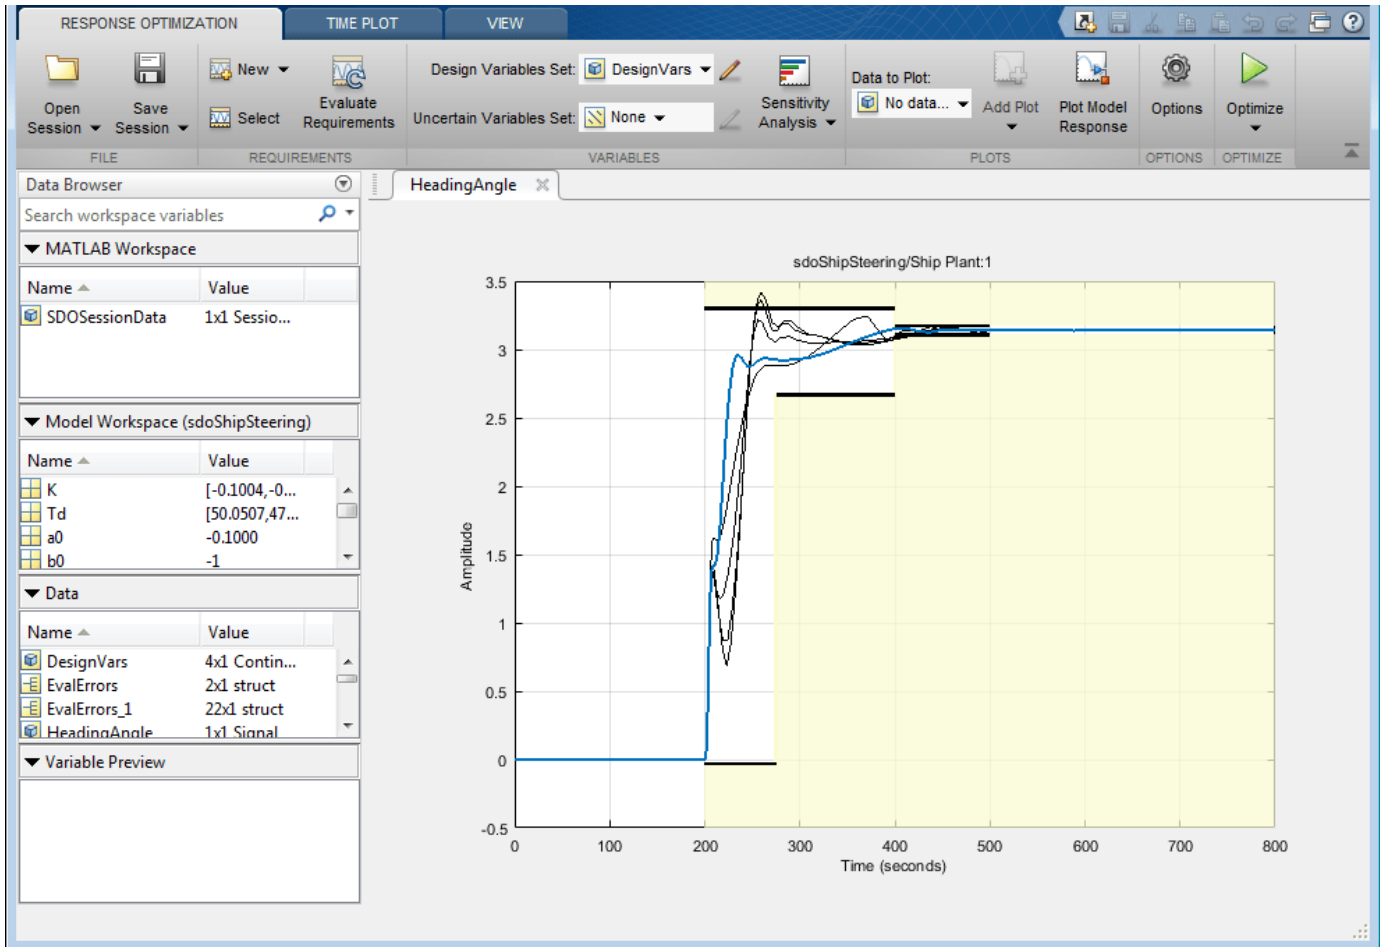 RESPONSE OPTIMIZATION TIME PLOT VIEW
Open Session
Save Session
New
Select
Evaluate Requirements
Design Variables Set: DesignVars
Uncertain Variables Set: None
Sensitivity Analysis
Data to Plot:
No data...
Add Plot
Plot Model Response
Options
Optimize
FILE REQUIREMENTS VARIABLES PLOTS OPTIONS OPTIMIZE
Data Browser
Search workspace variables
MATLAB Workspace
Name Value
SDOSessionData 1x1 Sessio...
Model Workspace (sdoShipSteering)
Name Value
K [-0.1004,-0...
Td [50.0507,47...
a0 -0.1000
b0 -1
Data
Name Value
DesignVars 4x1 Contin...
EvalErrors 2x1 struct
EvalErrors_1 22x1 struct
HeadingAngle 1x1 Signal
Variable Preview
HeadingAngle
sdoShipSteering/Ship Plant:1
3.5
3
2.5
2
1.5
1
0.5
0
-0.5
Amplitude
0 100 200 300 400 500 600 700 800
Time (seconds)